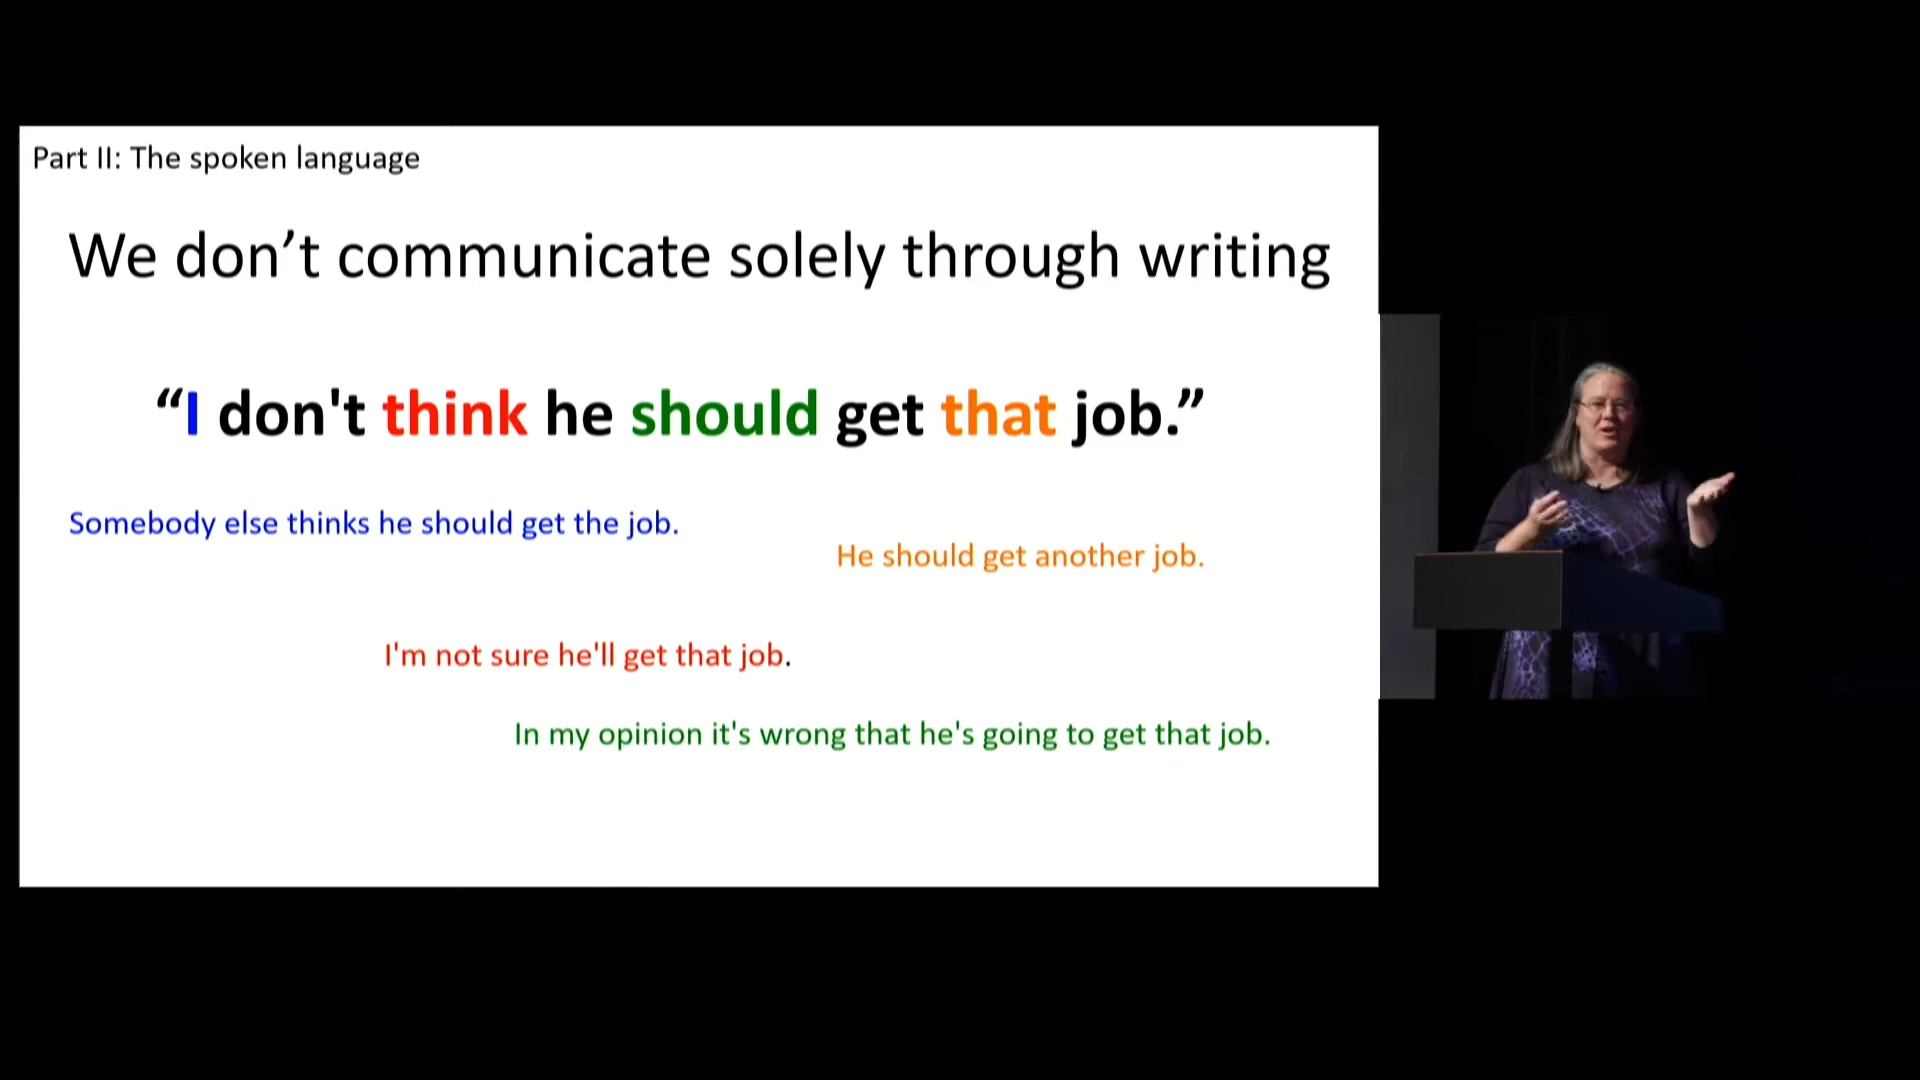 Part II: The spoken language
We don’t communicate solely through writing
“I don't think he should get that job.”
Somebody else thinks he should get the job.
He should get another job.
I'm not sure he'll get that job.
In my opinion it's wrong that he's going to get that job.